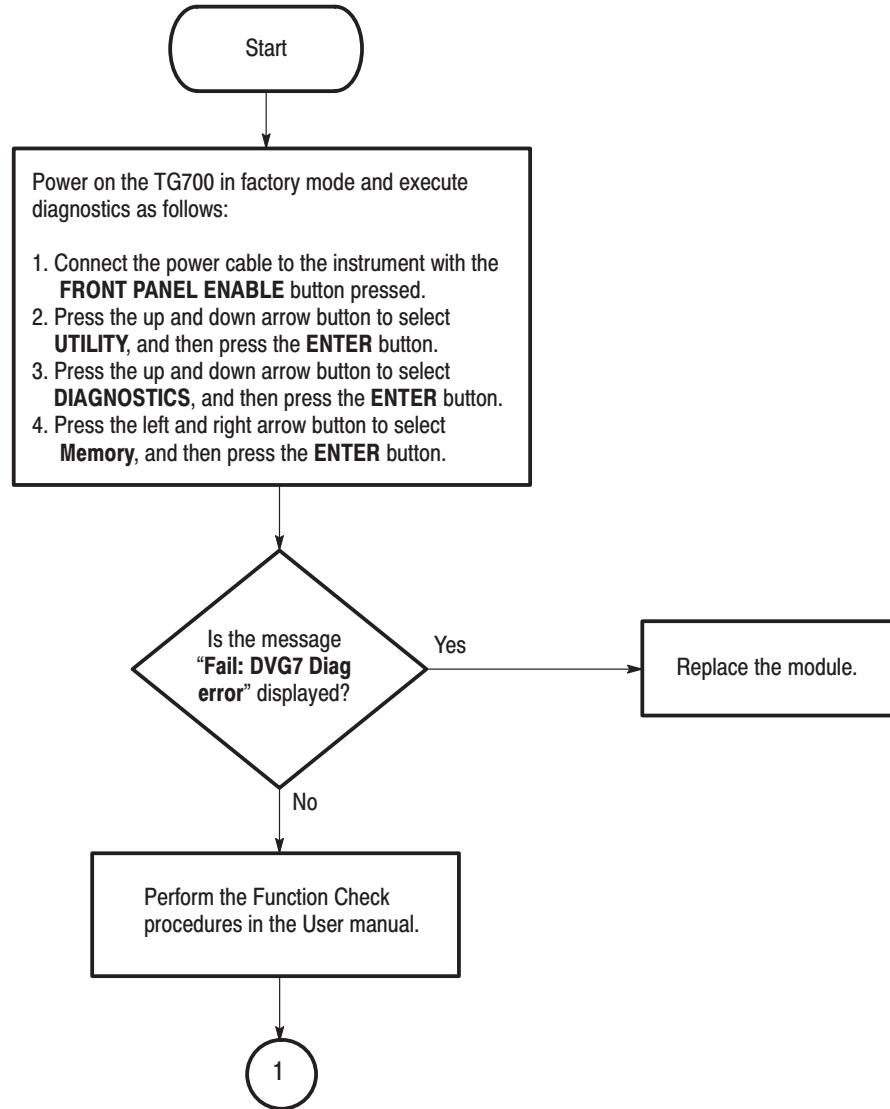 Start
Power on the TG700 in factory mode and execute
diagnostics as follows:
1. Connect the power cable to the instrument with the
FRONT PANEL ENABLE button pressed.
2. Press the up and down arrow button to select
UTILITY, and then press the ENTER button.
3. Press the up and down arrow button to select
DIAGNOSTICS, and then press the ENTER button.
4. Press the left and right arrow button to select
Memory, and then press the ENTER button.
Is the message
“Fail: DVG7 Diag
error” displayed?
Yes
Replace the module.
No
Perform the Function Check
procedures in the User manual.
1